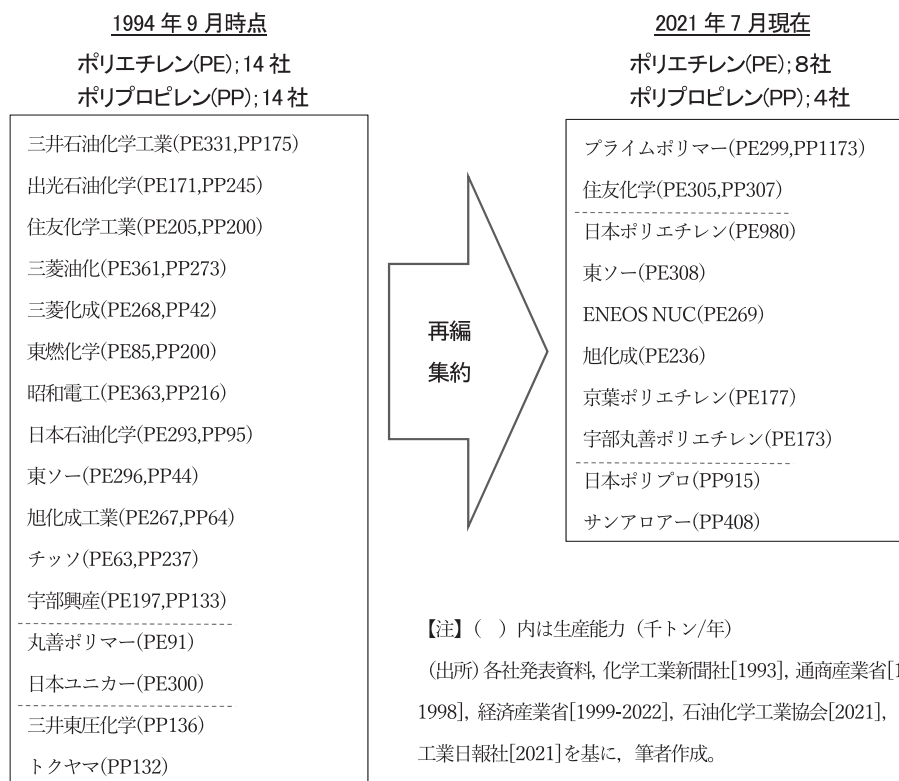 1994年9月時点
ポリエチレン(PE);14社
ポリプロピレン(PP);14社
三井石油化学工業(PE331,PP175)
出光石油化学(PE171,PP245)
住友化学工業(PE205,PP200)
三菱油化(PE361,PP273)
三菱化成(PE268,PP42)
東燃化学(PE85,PP200)
昭和電工(PE363,PP216)
日本石油化学(PE293,PP95)
東ソー(PE296,PP44)
旭化成工業(PE267,PP64)
チッソ(PE63,PP237)
宇部興産(PE197,PP133)
丸善ポリマー(PE91)
日本ユニカー(PE300)
三井東圧化学(PP136)
トクヤマ(PP132)
再編
集約
2021年7月現在
ポリエチレン(PE);8社
ポリプロピレン(PP);4社
プライムポリマー(PE299,PP1173)
住友化学(PE305,PP307)
日本ポリエチレン(PE980)
東ソー(PE308)
ENEOS NUC(PE269)
旭化成(PE236)
京葉ポリエチレン(PE177)
宇部丸善ポリエチレン(PE173)
日本ポリプロ(PP915)
サンアロアー(PP408)
【注】(　)内は生産能力（千トン/年）
（出所）各社発表資料, 化学工業新聞社[1993], 通商産業省[1
1998], 経済産業省[1999-2022], 石油化学工業協会[2021],
工業日報社[2021]を基に，筆者作成。